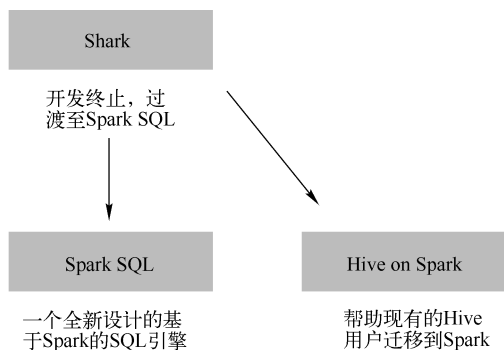 Shark
开发终止，过
渡至Spark SQL
Spark SQL
Hive on Spark
一个全新设计的基
于Spark的SQL引擎
帮助现有的Hive
用户迁移到Spark